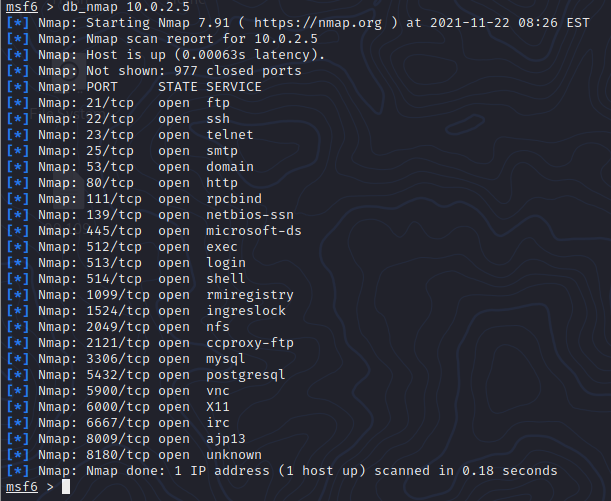 msf6 > db_nmap 10.0.2.5
[*] Nmap: Starting Nmap 7.91 ( https://nmap.org ) at 2021-11-22 08:26 EST
[*] Nmap: Nmap scan report for 10.0.2.5
[*] Nmap: Host is up (0.00063s latency).
[*] Nmap: Not shown: 977 closed ports
[*] Nmap: PORT     STATE SERVICE
[*] Nmap: 21/tcp   open  ftp
[*] Nmap: 22/tcp   open  ssh
[*] Nmap: 23/tcp   open  telnet
[*] Nmap: 25/tcp   open  smtp
[*] Nmap: 53/tcp   open  domain
[*] Nmap: 80/tcp   open  http
[*] Nmap: 111/tcp  open  rpcbind
[*] Nmap: 139/tcp  open  netbios-ssn
[*] Nmap: 445/tcp  open  microsoft-ds
[*] Nmap: 512/tcp  open  exec
[*] Nmap: 513/tcp  open  login
[*] Nmap: 514/tcp  open  shell
[*] Nmap: 1099/tcp open  rmiregistry
[*] Nmap: 1524/tcp open  ingreslock
[*] Nmap: 2049/tcp open  nfs
[*] Nmap: 2121/tcp open  ccproxy-ftp
[*] Nmap: 3306/tcp open  mysql
[*] Nmap: 5432/tcp open  postgresql
[*] Nmap: 5900/tcp open  vnc
[*] Nmap: 6000/tcp open  X11
[*] Nmap: 6667/tcp open  irc
[*] Nmap: 8009/tcp open  ajp13
[*] Nmap: 8180/tcp open  unknown
[*] Nmap: Nmap done: 1 IP address (1 host up) scanned in 0.18 seconds
msf6 >